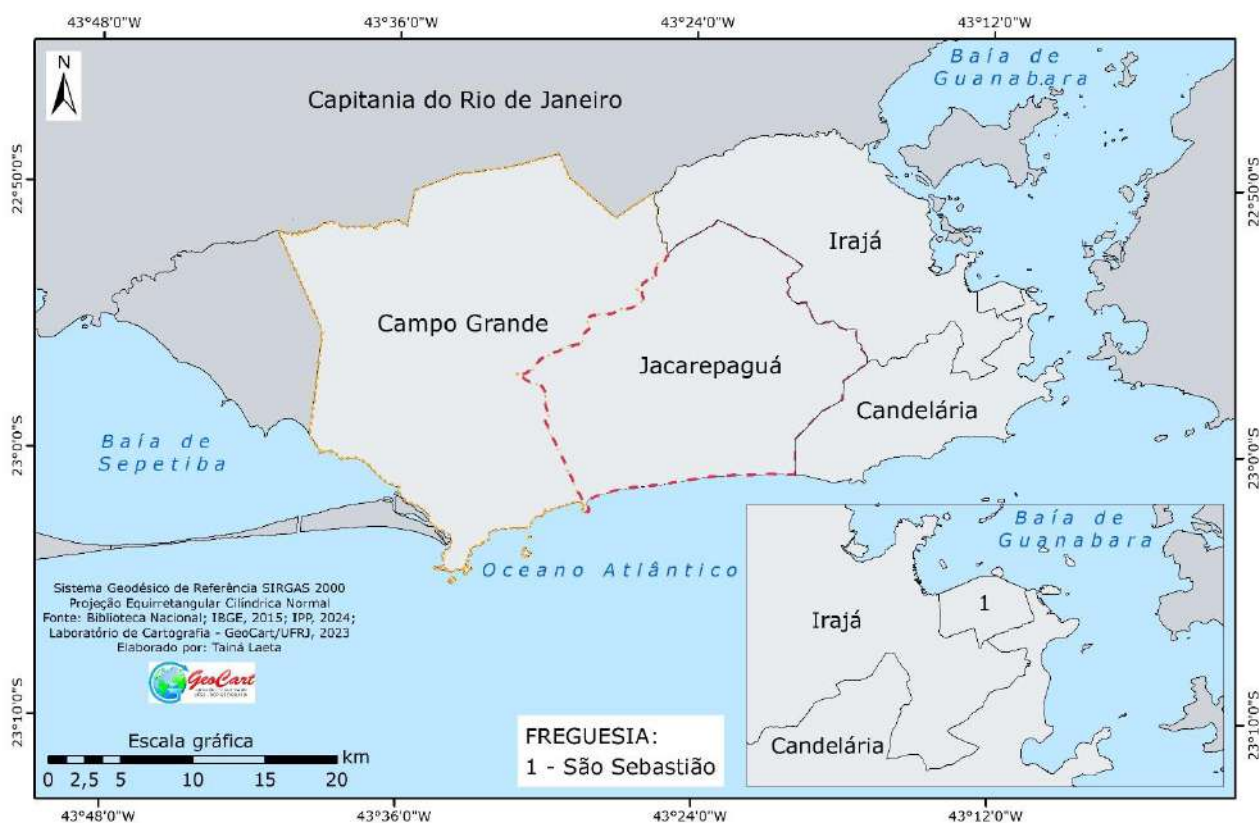 43°48'0"W 43°36'0"W 43°24'0"W 43°12'0"W
N
Baía de
Guanabara
Capitania do Rio de Janeiro
22°50'0"S
22°50'0"S
Irajá
Campo Grande
Jacarepaguá
Candelária
Baía de
Sepetiba
23°0'0"S
23°0'0"S
Oceano Atlântico
Baía de
Guanabara
1
Irajá
Candelária
Sistema Geodésico de Referência SIRGAS 2000
Projeção Equirretangular Cilíndrica Normal
Fonte: Biblioteca Nacional; IBGE, 2015; IPP, 2024;
Laboratório de Cartografia - GeoCart/UFRJ, 2023
Elaborado por: Tainá Laeta
GeoCart
23°10'0"S
23°10'0"S
Escala gráfica
km
0 2,5 5 10 15 20
FREGUESIA:
1 - São Sebastião
43°48'0"W 43°36'0"W 43°24'0"W 43°12'0"W